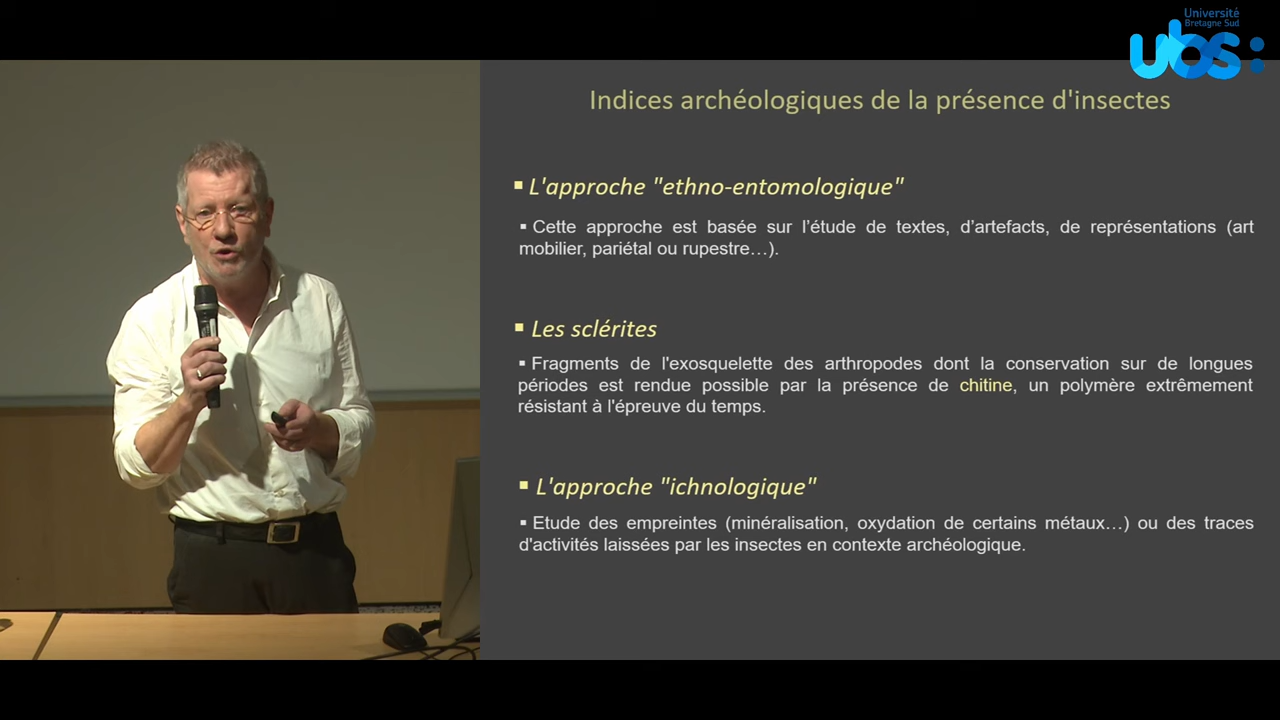 Université
Bretagne Sud
ubs:
Indices archéologiques de la présence d'insectes
▪ L'approche "ethno-entomologique"
▪ Cette approche est basée sur l’étude de textes, d’artefacts, de représentations (art
mobilier, pariétal ou rupestre…).
▪ Les sclérites
▪ Fragments de l'exosquelette des arthropodes dont la conservation sur de longues
périodes est rendue possible par la présence de chitine, un polymère extrêmement
résistant à l'épreuve du temps.
▪ L'approche "ichnologique"
▪ Etude des empreintes (minéralisation, oxydation de certains métaux…) ou des traces
d'activités laissées par les insectes en contexte archéologique.